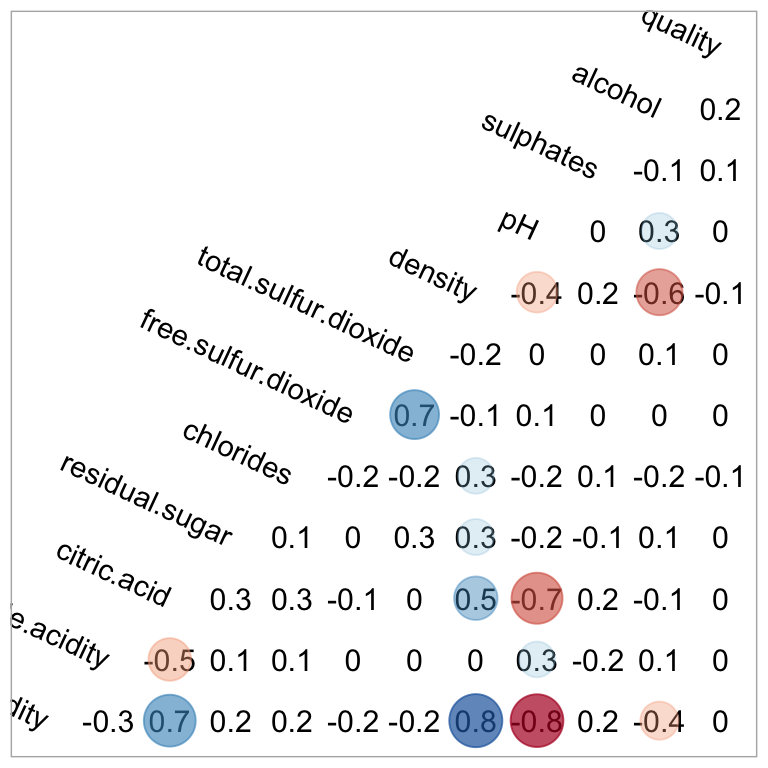 quality
alcohol 0.2
sulphates -0.1 0.1
pH 0 0.3 0
density -0.4 0.2 -0.6 -0.1
total.sulfur.dioxide -0.2 0 0 0.1 0
free.sulfur.dioxide 0.7 -0.1 0.1 0 0 0
chlorides -0.2 -0.2 0.3 -0.2 0.1 -0.2 -0.1
residual.sugar 0.1 0 0.3 0.3 -0.2 -0.1 0.1 0
citric.acid 0.3 0.3 -0.1 0 0.5 -0.7 0.2 -0.1 0
e.acidity -0.5 0.1 0.1 0 0 0 0.3 -0.2 0.1 0
dity -0.3 0.7 0.2 0.2 -0.2 -0.2 0.8 -0.8 0.2 -0.4 0